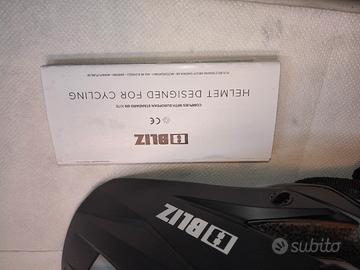 BLIZ
CE
COMPLIES WITH EUROPEAN STANDARD EN 1078
HELMET DESIGNED FOR CYCLING
BLIZ
subito